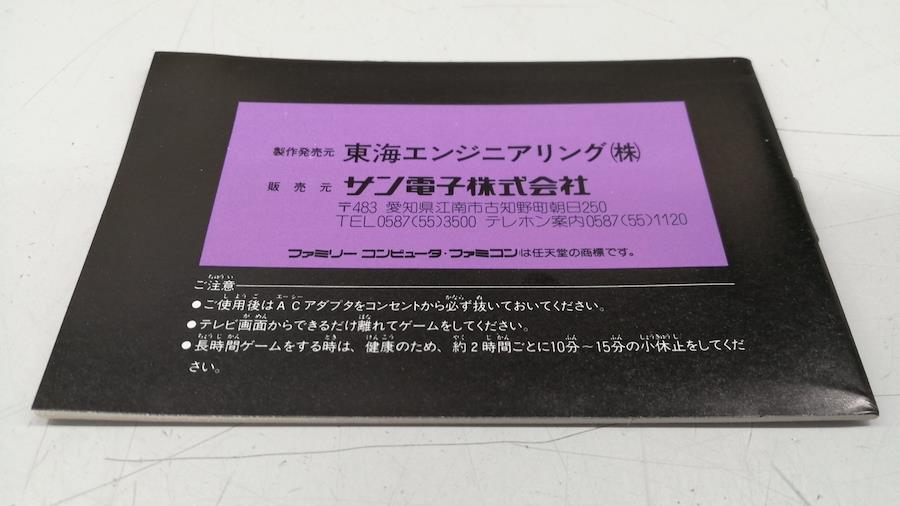 製作発売元 東海エンジニアリング㈱
販売元 サン電子株式会社
〒483 愛知県江南市古知野町朝日250
TEL0587(55)3500 テレホン案内0587(55)1120
ファミリーコンピュータ・ファミコンは任天堂の商標です。
ご注意
●ご使用後はACアダプタをコンセントから必ず抜いておいてください。
●テレビ画面からできるだけ離れてゲームをしてください。
●長時間ゲームをする時は、健康のため、約2時間ごとに10分～15分の小休止をしてくだ
さい。